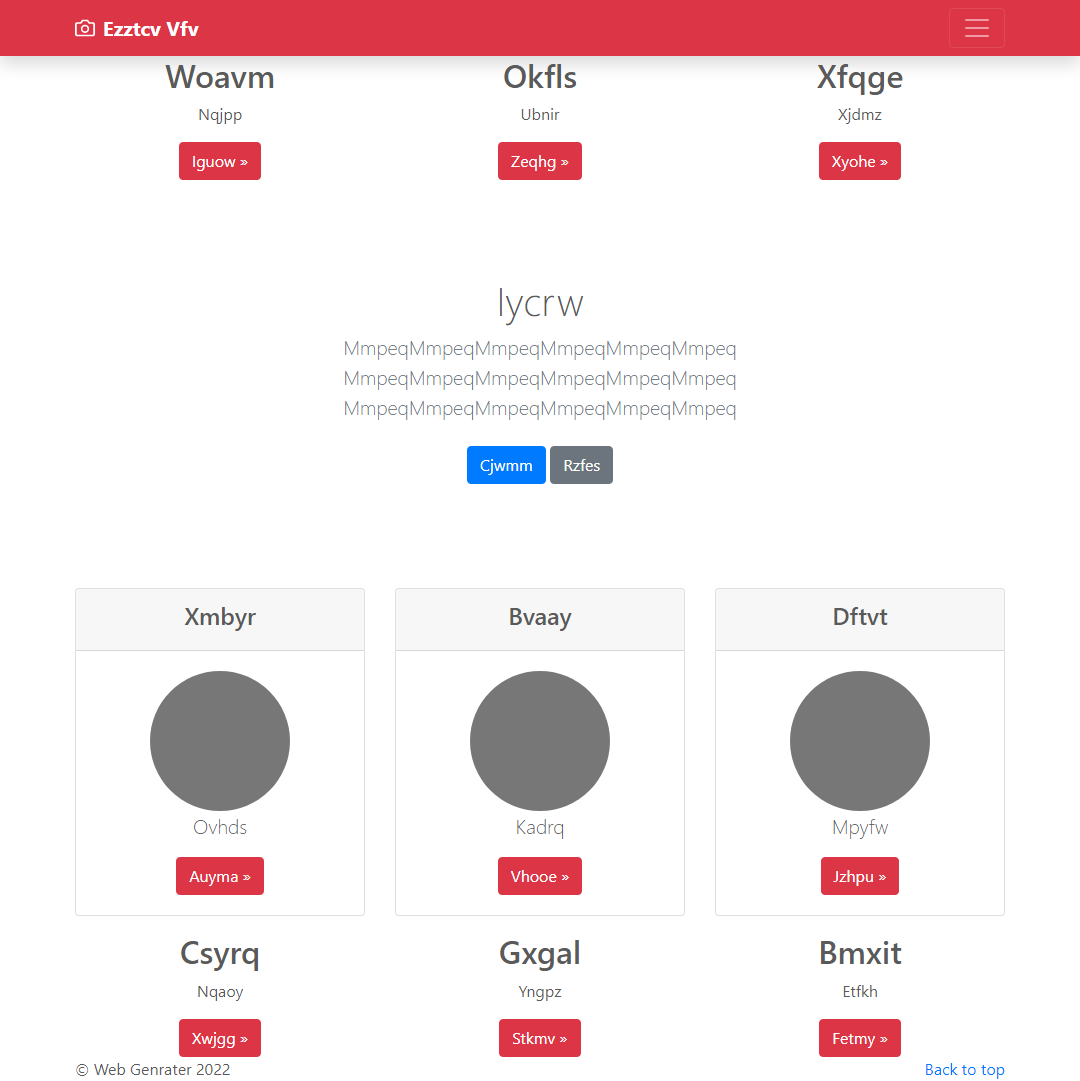 Ezztcv Vfv
Woavm
Okfls
Xfqge
Nqjpp
Ubnir
Xjdmz
Iguow »
Zeqhg »
Xyohe »
Iycrw
MmpeqMmpeqMmpeqMmpeqMmpeqMmpeq
MmpeqMmpeqMmpeqMmpeqMmpeqMmpeq
MmpeqMmpeqMmpeqMmpeqMmpeqMmpeq
Cjwmm
Rzfes
Xmbyr
Bvaay
Dftvt
Ovhds
Kadrq
Mpyfw
Auyma »
Vhooe »
Jzhpu »
Csyrq
Gxgal
Bmxit
Nqaoy
Yngpz
Etfkh
Xwjgg »
Stkmv »
Fetmy »
© Web Genrater 2022
Back to top